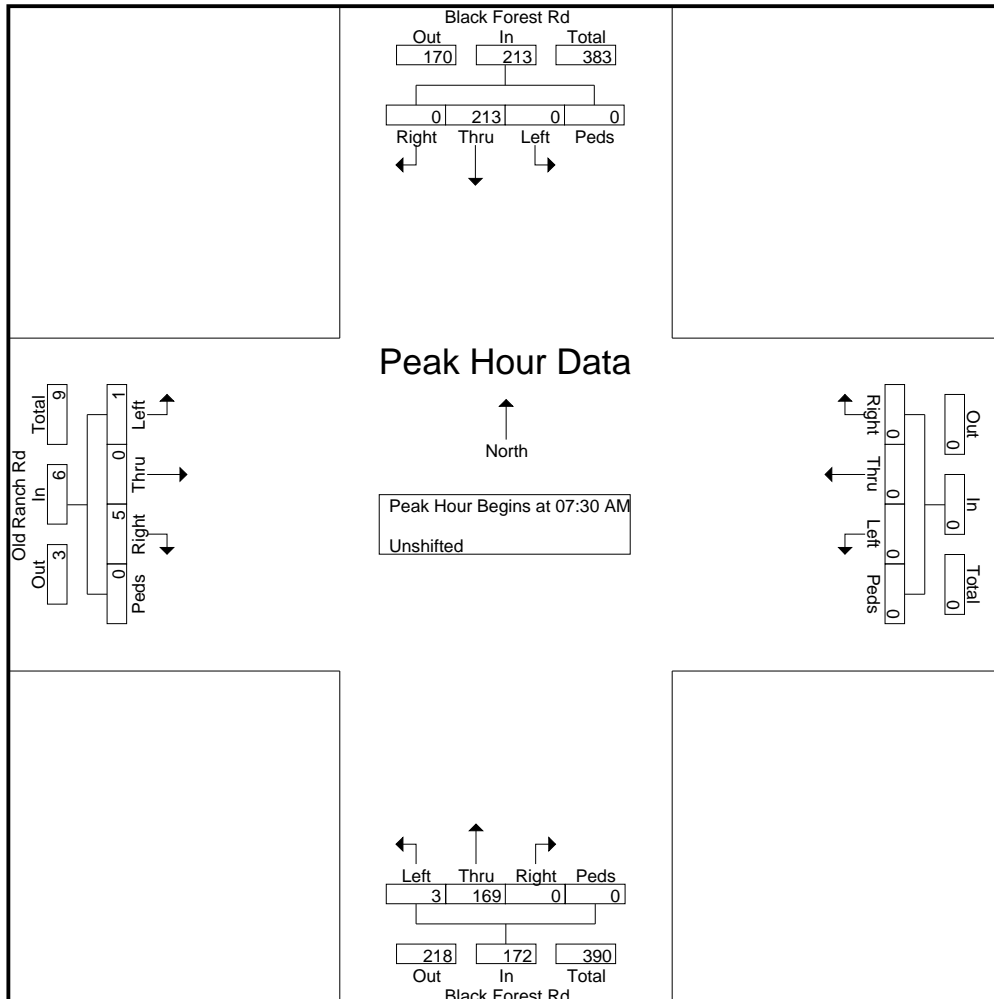 Black Forest Rd
Out In Total
170 213 383
0 213 0 0
Right Thru Left Peds
Peak Hour Data
North
Peak Hour Begins at 07:30 AM
Unshifted
Old Ranch Rd
Out In Total
3 6 9
1 0 5 0
Left Thru Right Peds
Right Thru Left Peds
0 0 0 0
Out In Total
0 0 0
Left Thru Right Peds
3 169 0 0
218 172 390
Out In Total
Black Forest Rd